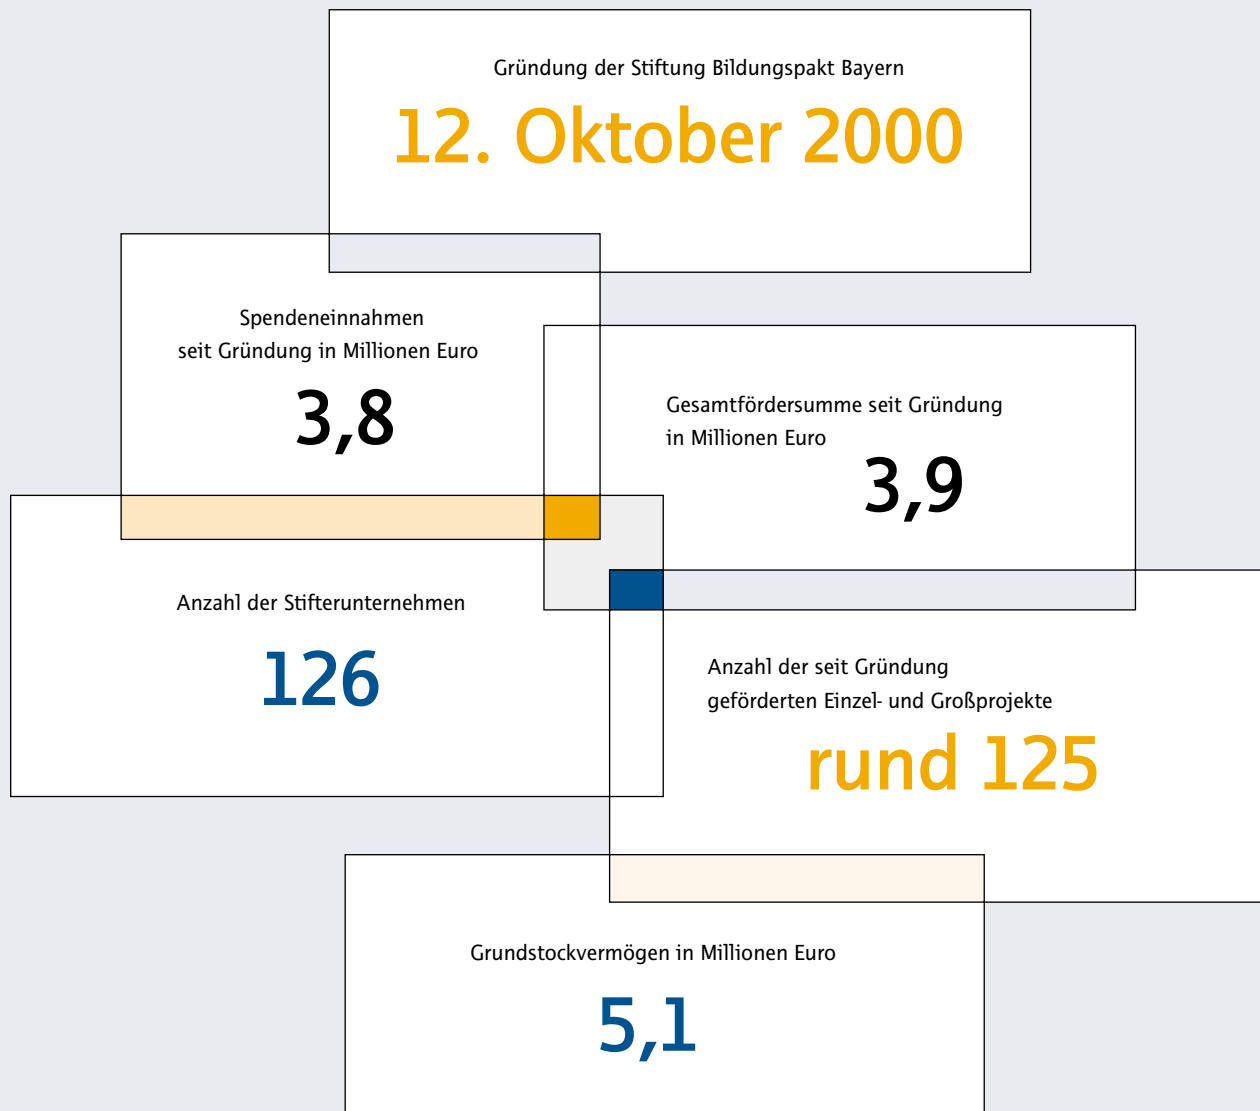 Gründung der Stiftung Bildungspakt Bayern
12. Oktober 2000
Spendeneinnahmen
seit Gründung in Millionen Euro
3,8
Gesamtfördersumme seit Gründung
in Millionen Euro
3,9
Anzahl der Stifterunternehmen
126
Anzahl der seit Gründung
geförderten Einzel- und Großprojekte
rund 125
Grundstockvermögen in Millionen Euro
5,1